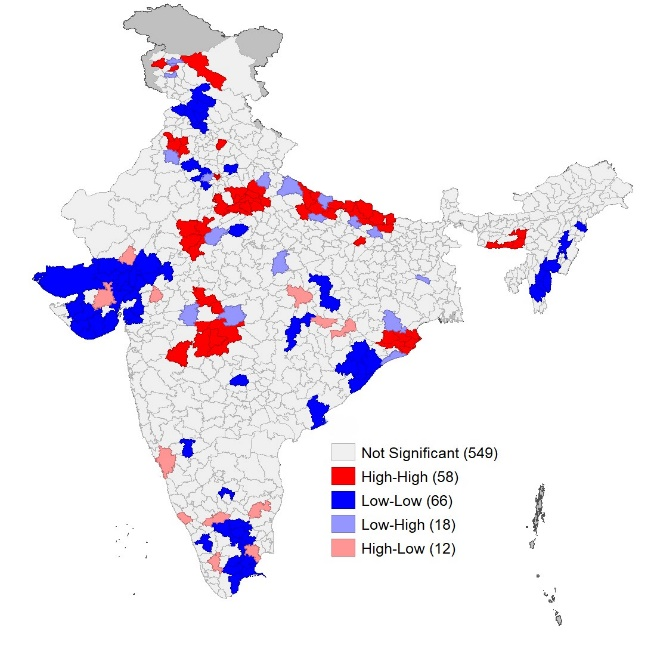 Not Significant (549)
High-High (58)
Low-Low (66)
Low-High (18)
High-Low (12)